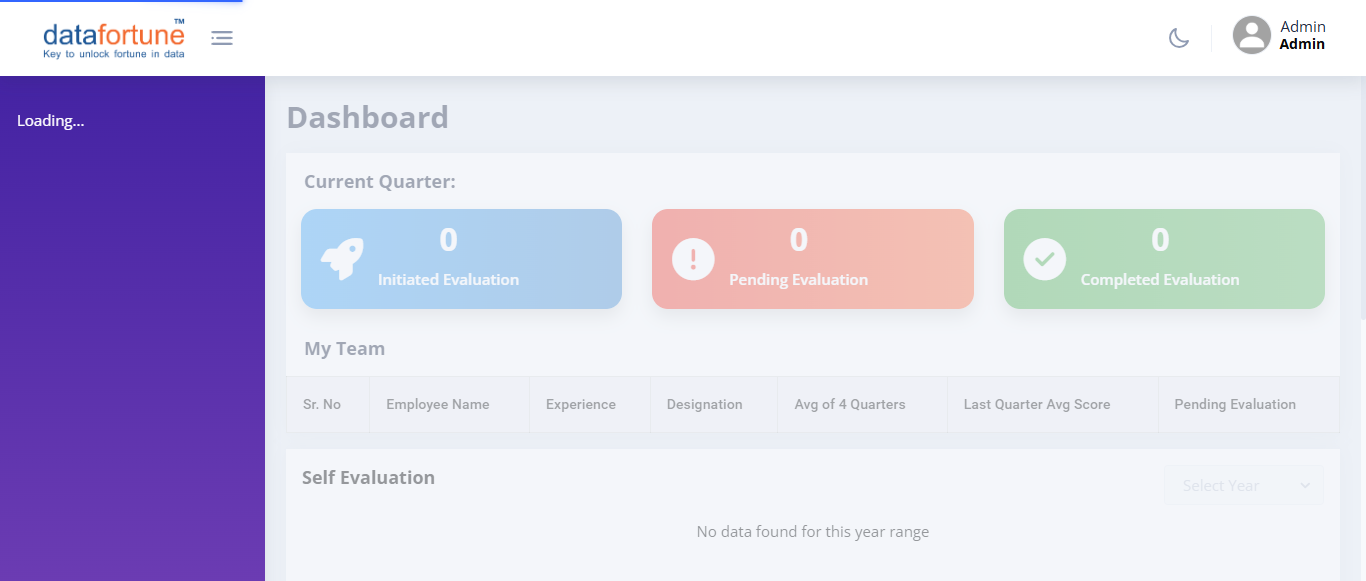 datafortune™
Key to unlock fortune in data
Admin
Admin
Loading...
Dashboard
Current Quarter:
0
Initiated Evaluation
0
Pending Evaluation
0
Completed Evaluation
My Team
Sr. No Employee Name Experience Designation Avg of 4 Quarters Last Quarter Avg Score Pending Evaluation
Self Evaluation
Select Year
No data found for this year range